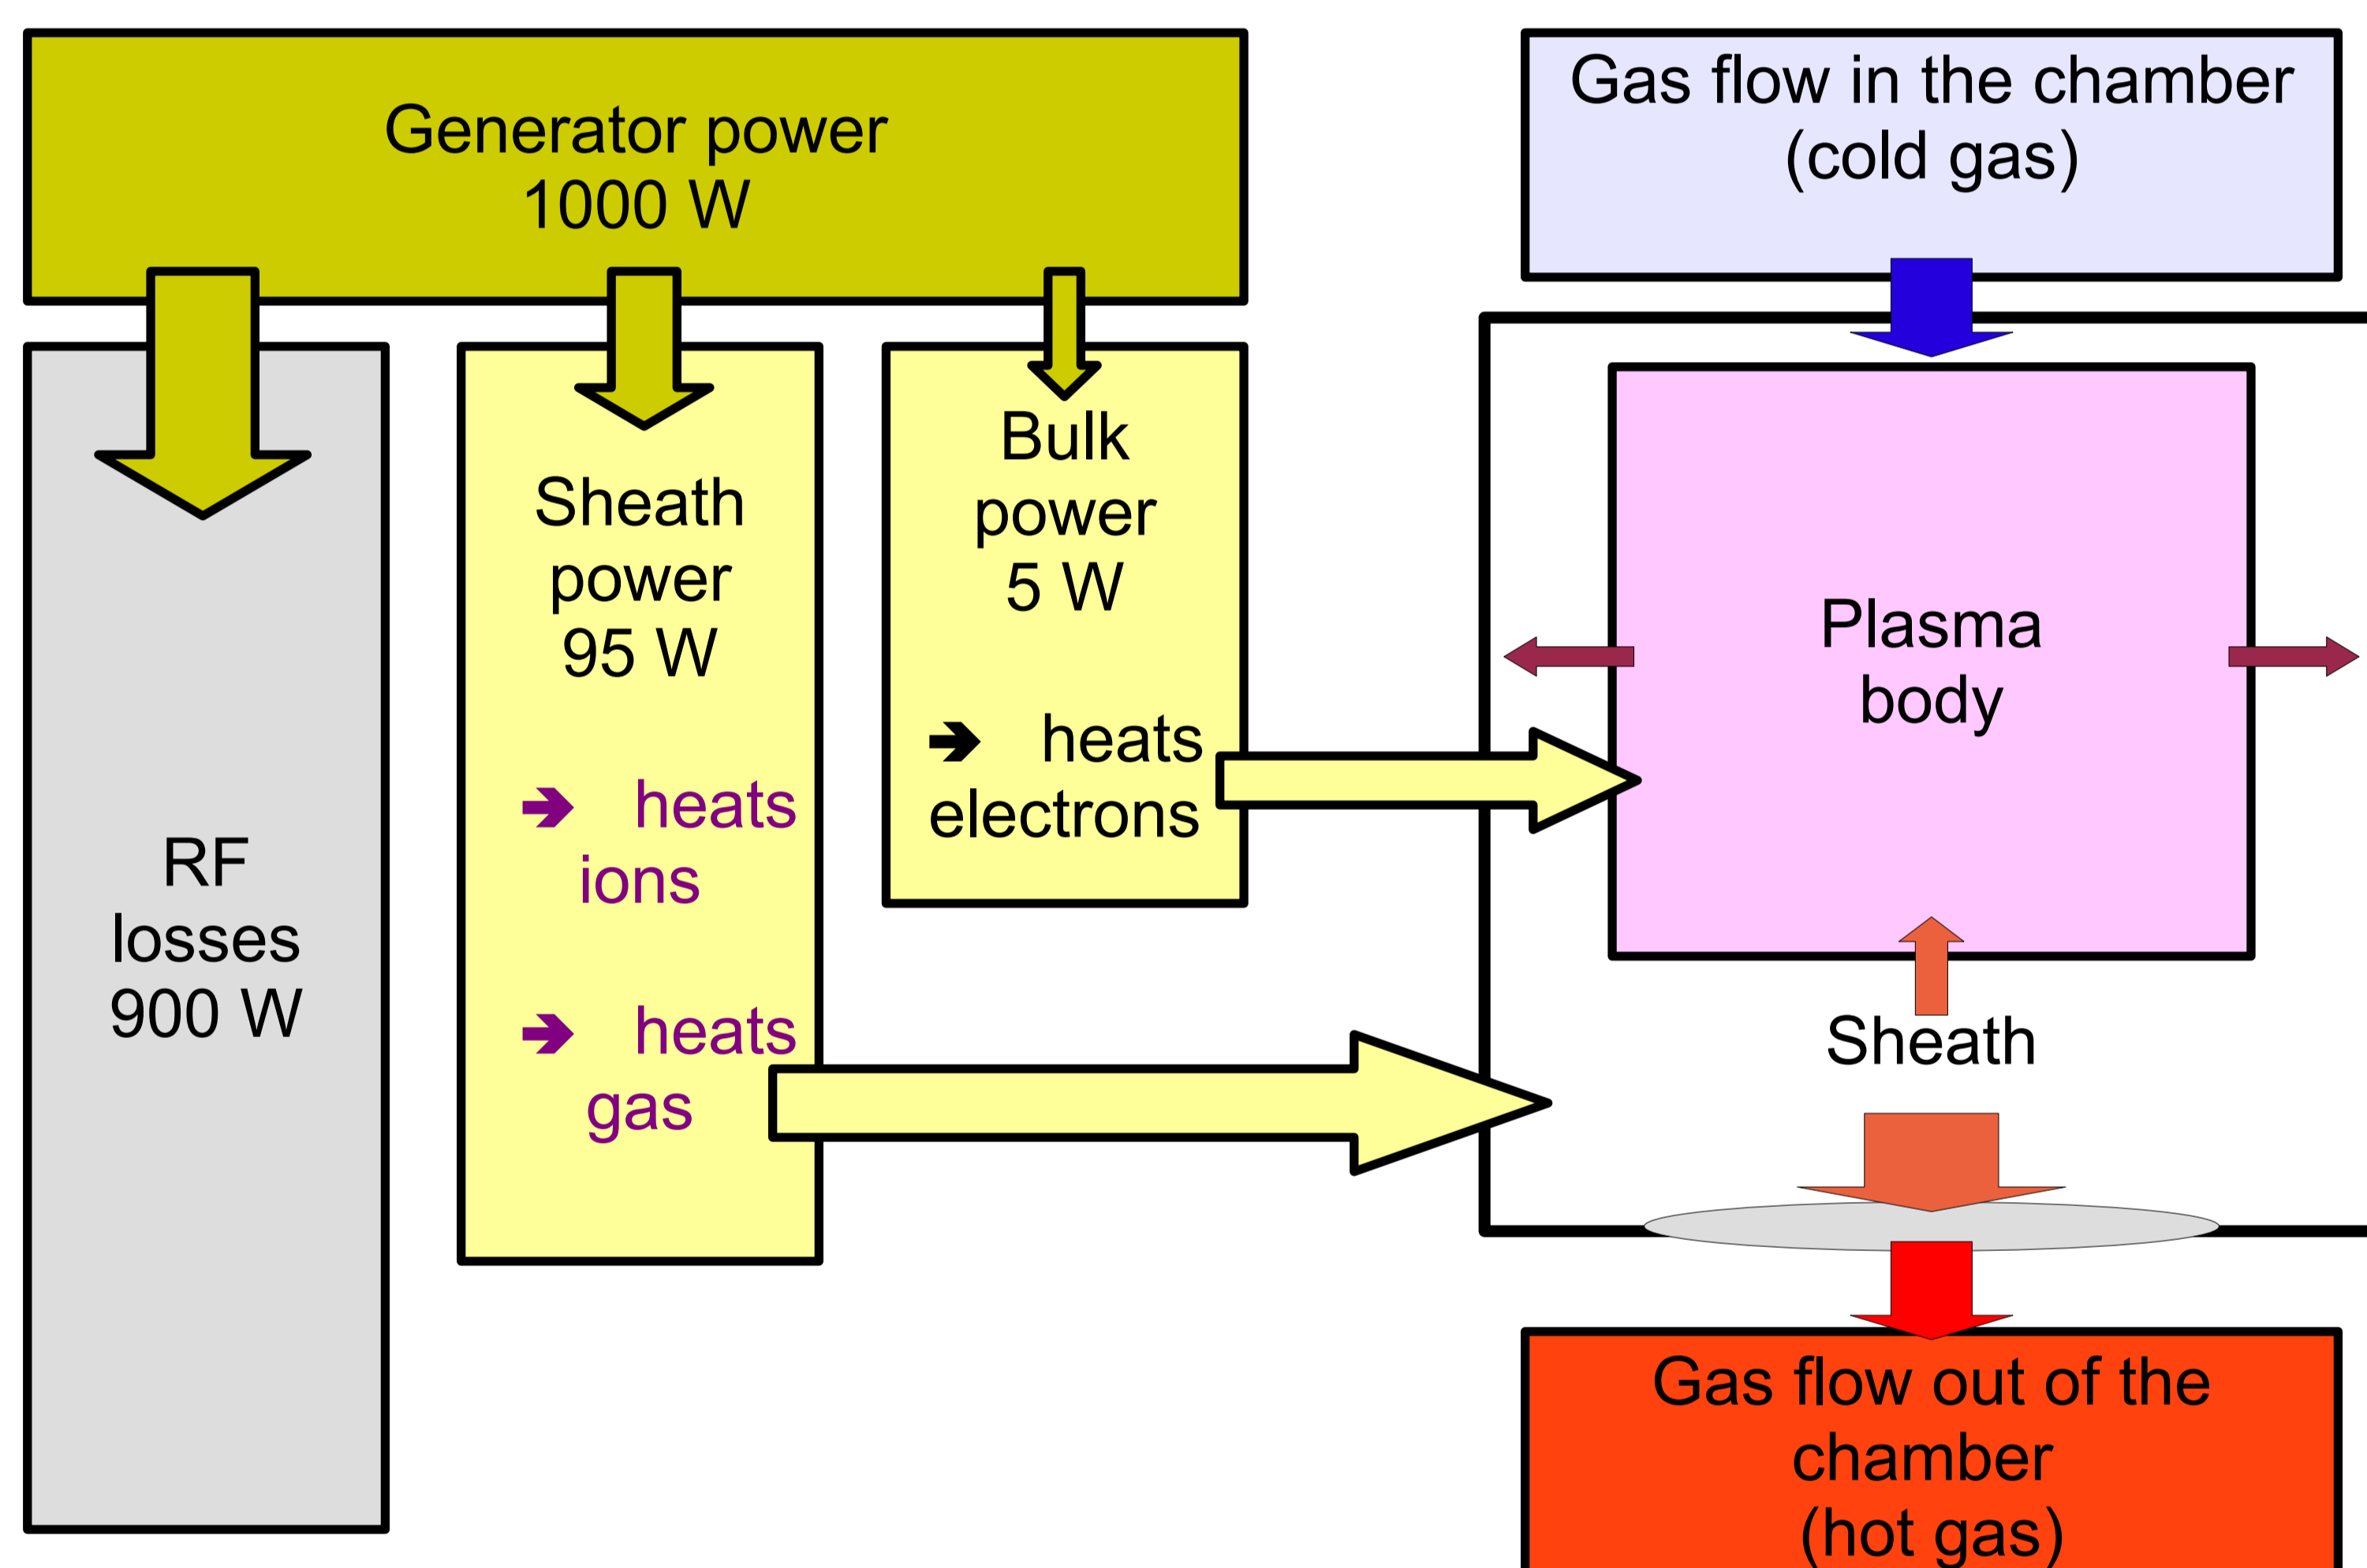 Generator power
1000 W
Gas flow in the chamber
(cold gas)
RF
losses
900 W
Sheath
power
95 W
➔ heats
ions
➔ heats
gas
Bulk
power
5 W
➔ heats
electrons
Plasma
body
Sheath
Gas flow out of the
chamber
(hot gas)